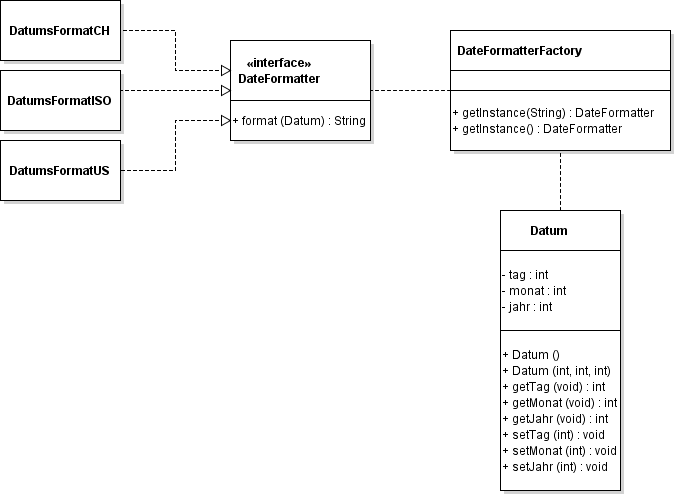 DatumsFormatCH
DatumsFormatISO
DatumsFormatUS
«interface»
DateFormatter
+ format (Datum) : String
DateFormatterFactory
+ getInstance(String) : DateFormatter
+ getInstance() : DateFormatter
Datum
- tag : int
- monat : int
- jahr : int
+ Datum ()
+ Datum (int, int, int)
+ getTag (void) : int
+ getMonat (void) : int
+ getJahr (void) : int
+ setTag (int) : void
+ setMonat (int) : void
+ setJahr (int) : void